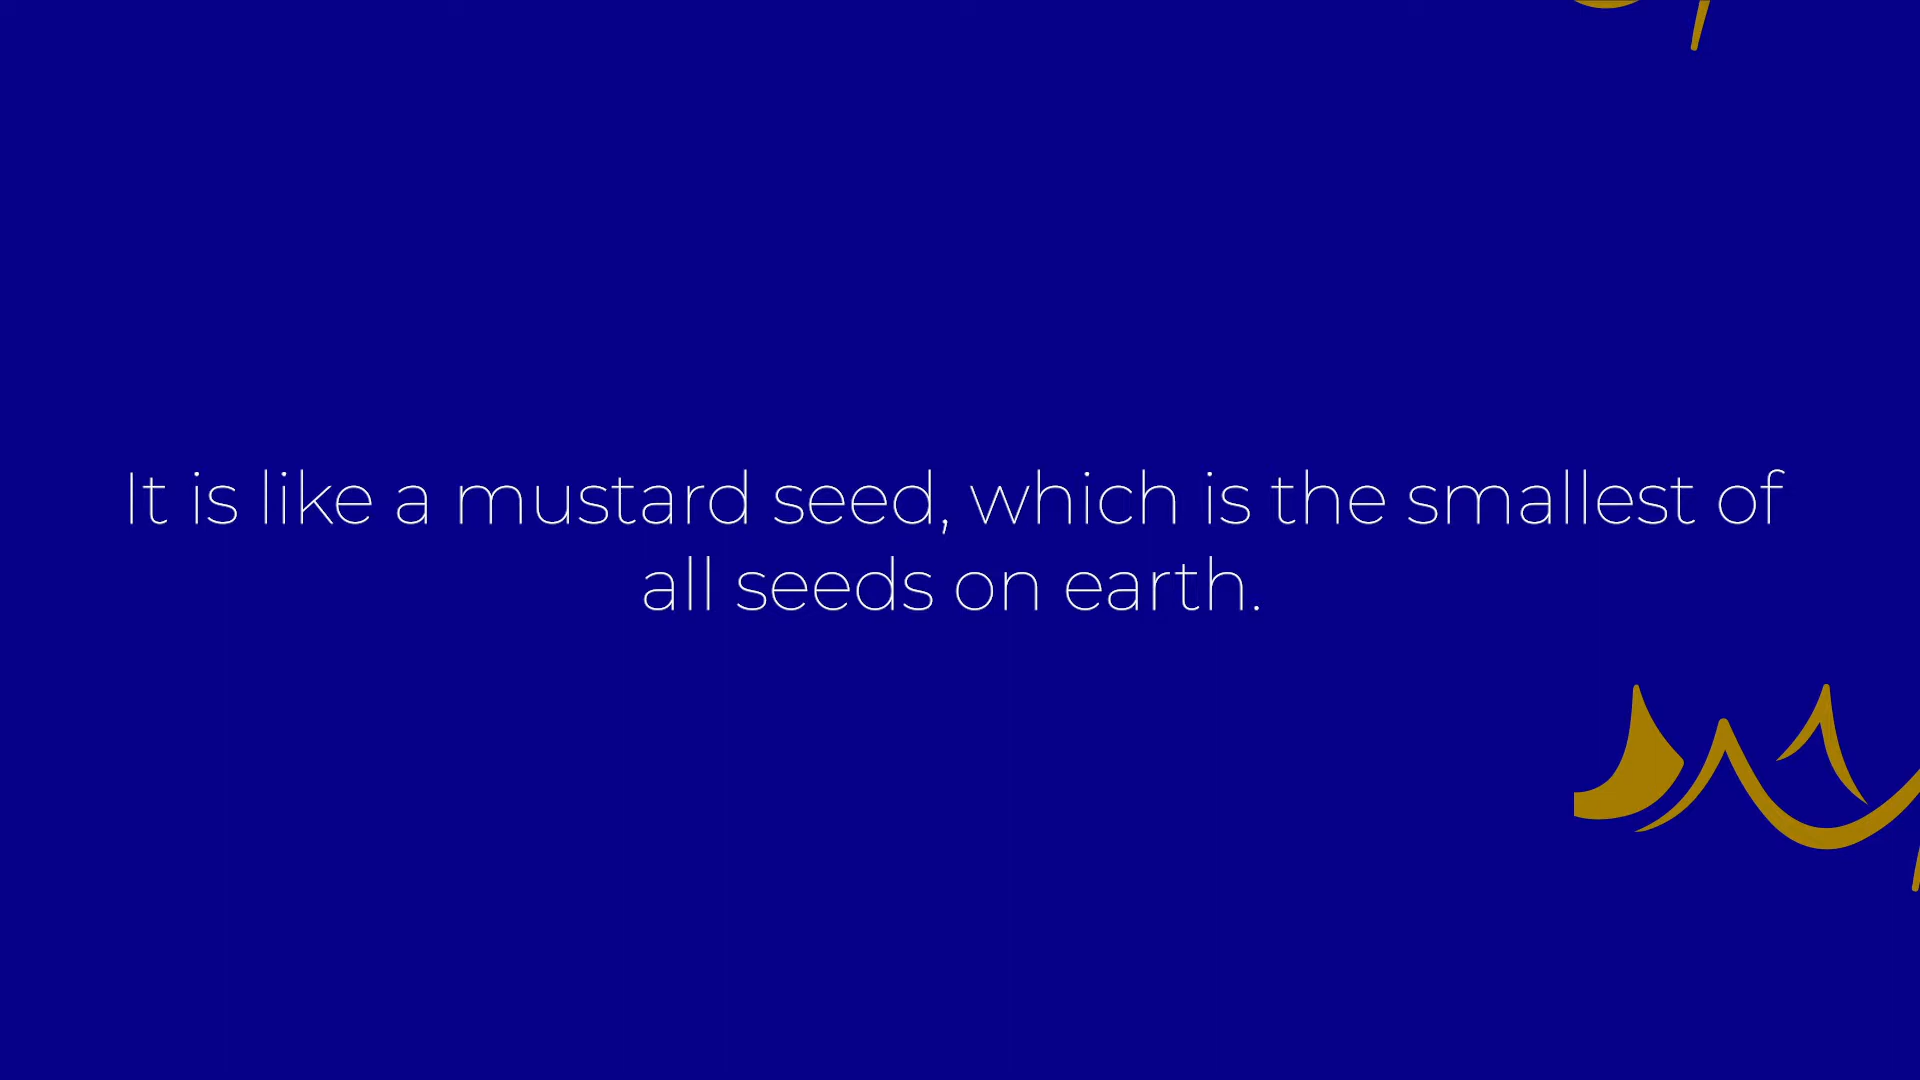 It is like a mustard seed, which is the smallest of
all seeds on earth.